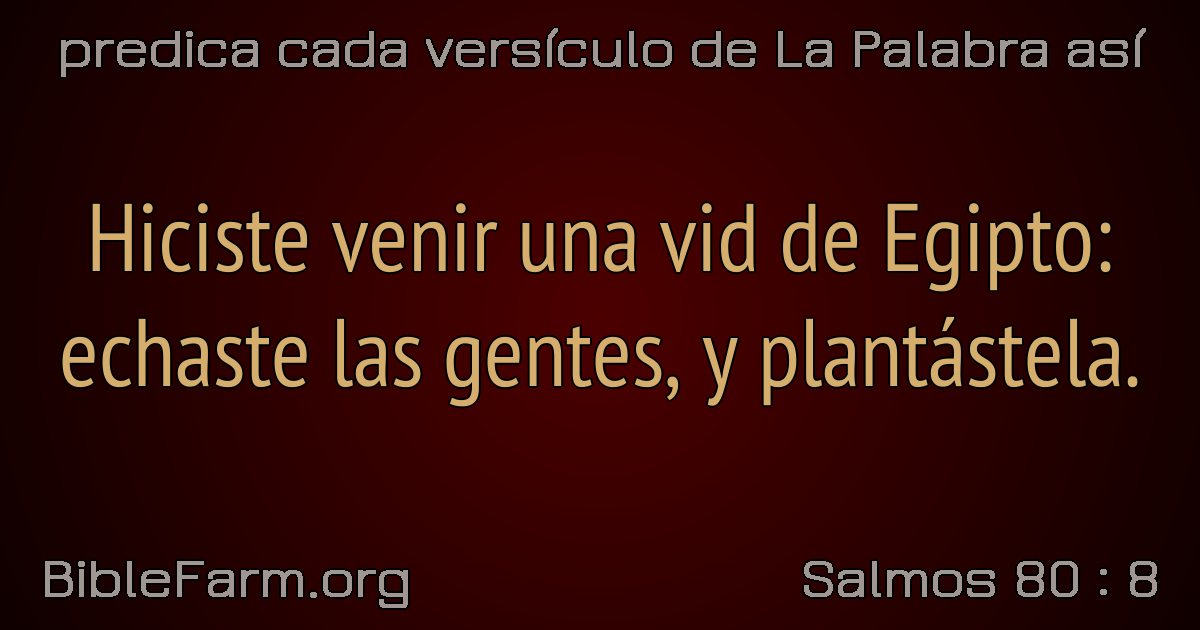 predica cada versículo de La Palabra así
Hiciste venir una vid de Egipto:
echaste las gentes, y plantástela.
BibleFarm.org
Salmos 80 : 8